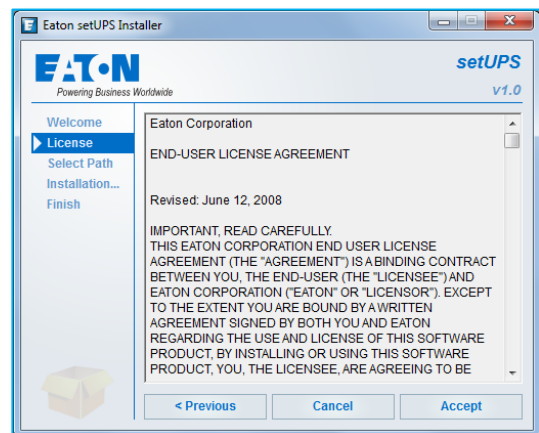 Eaton setUPS Installer
EATON
Powering Business Worldwide
setUPS
v1.0
Welcome
License
Select Path
Installation...
Finish
Eaton Corporation
END-USER LICENSE AGREEMENT
Revised: June 12, 2008
IMPORTANT, READ CAREFULLY.
THIS EATON CORPORATION END USER LICENSE
AGREEMENT (THE "AGREEMENT") IS A BINDING CONTRACT
BETWEEN YOU, THE END-USER (THE "LICENSEE") AND
EATON CORPORATION ("EATON" OR "LICENSOR"). EXCEPT
TO THE EXTENT YOU ARE BOUND BY A WRITTEN
AGREEMENT SIGNED BY BOTH YOU AND EATON
REGARDING THE USE AND LICENSE OF THIS SOFTWARE
PRODUCT, BY INSTALLING OR USING THIS SOFTWARE
PRODUCT, YOU, THE LICENSEE, ARE AGREEING TO BE
< Previous
Cancel
Accept